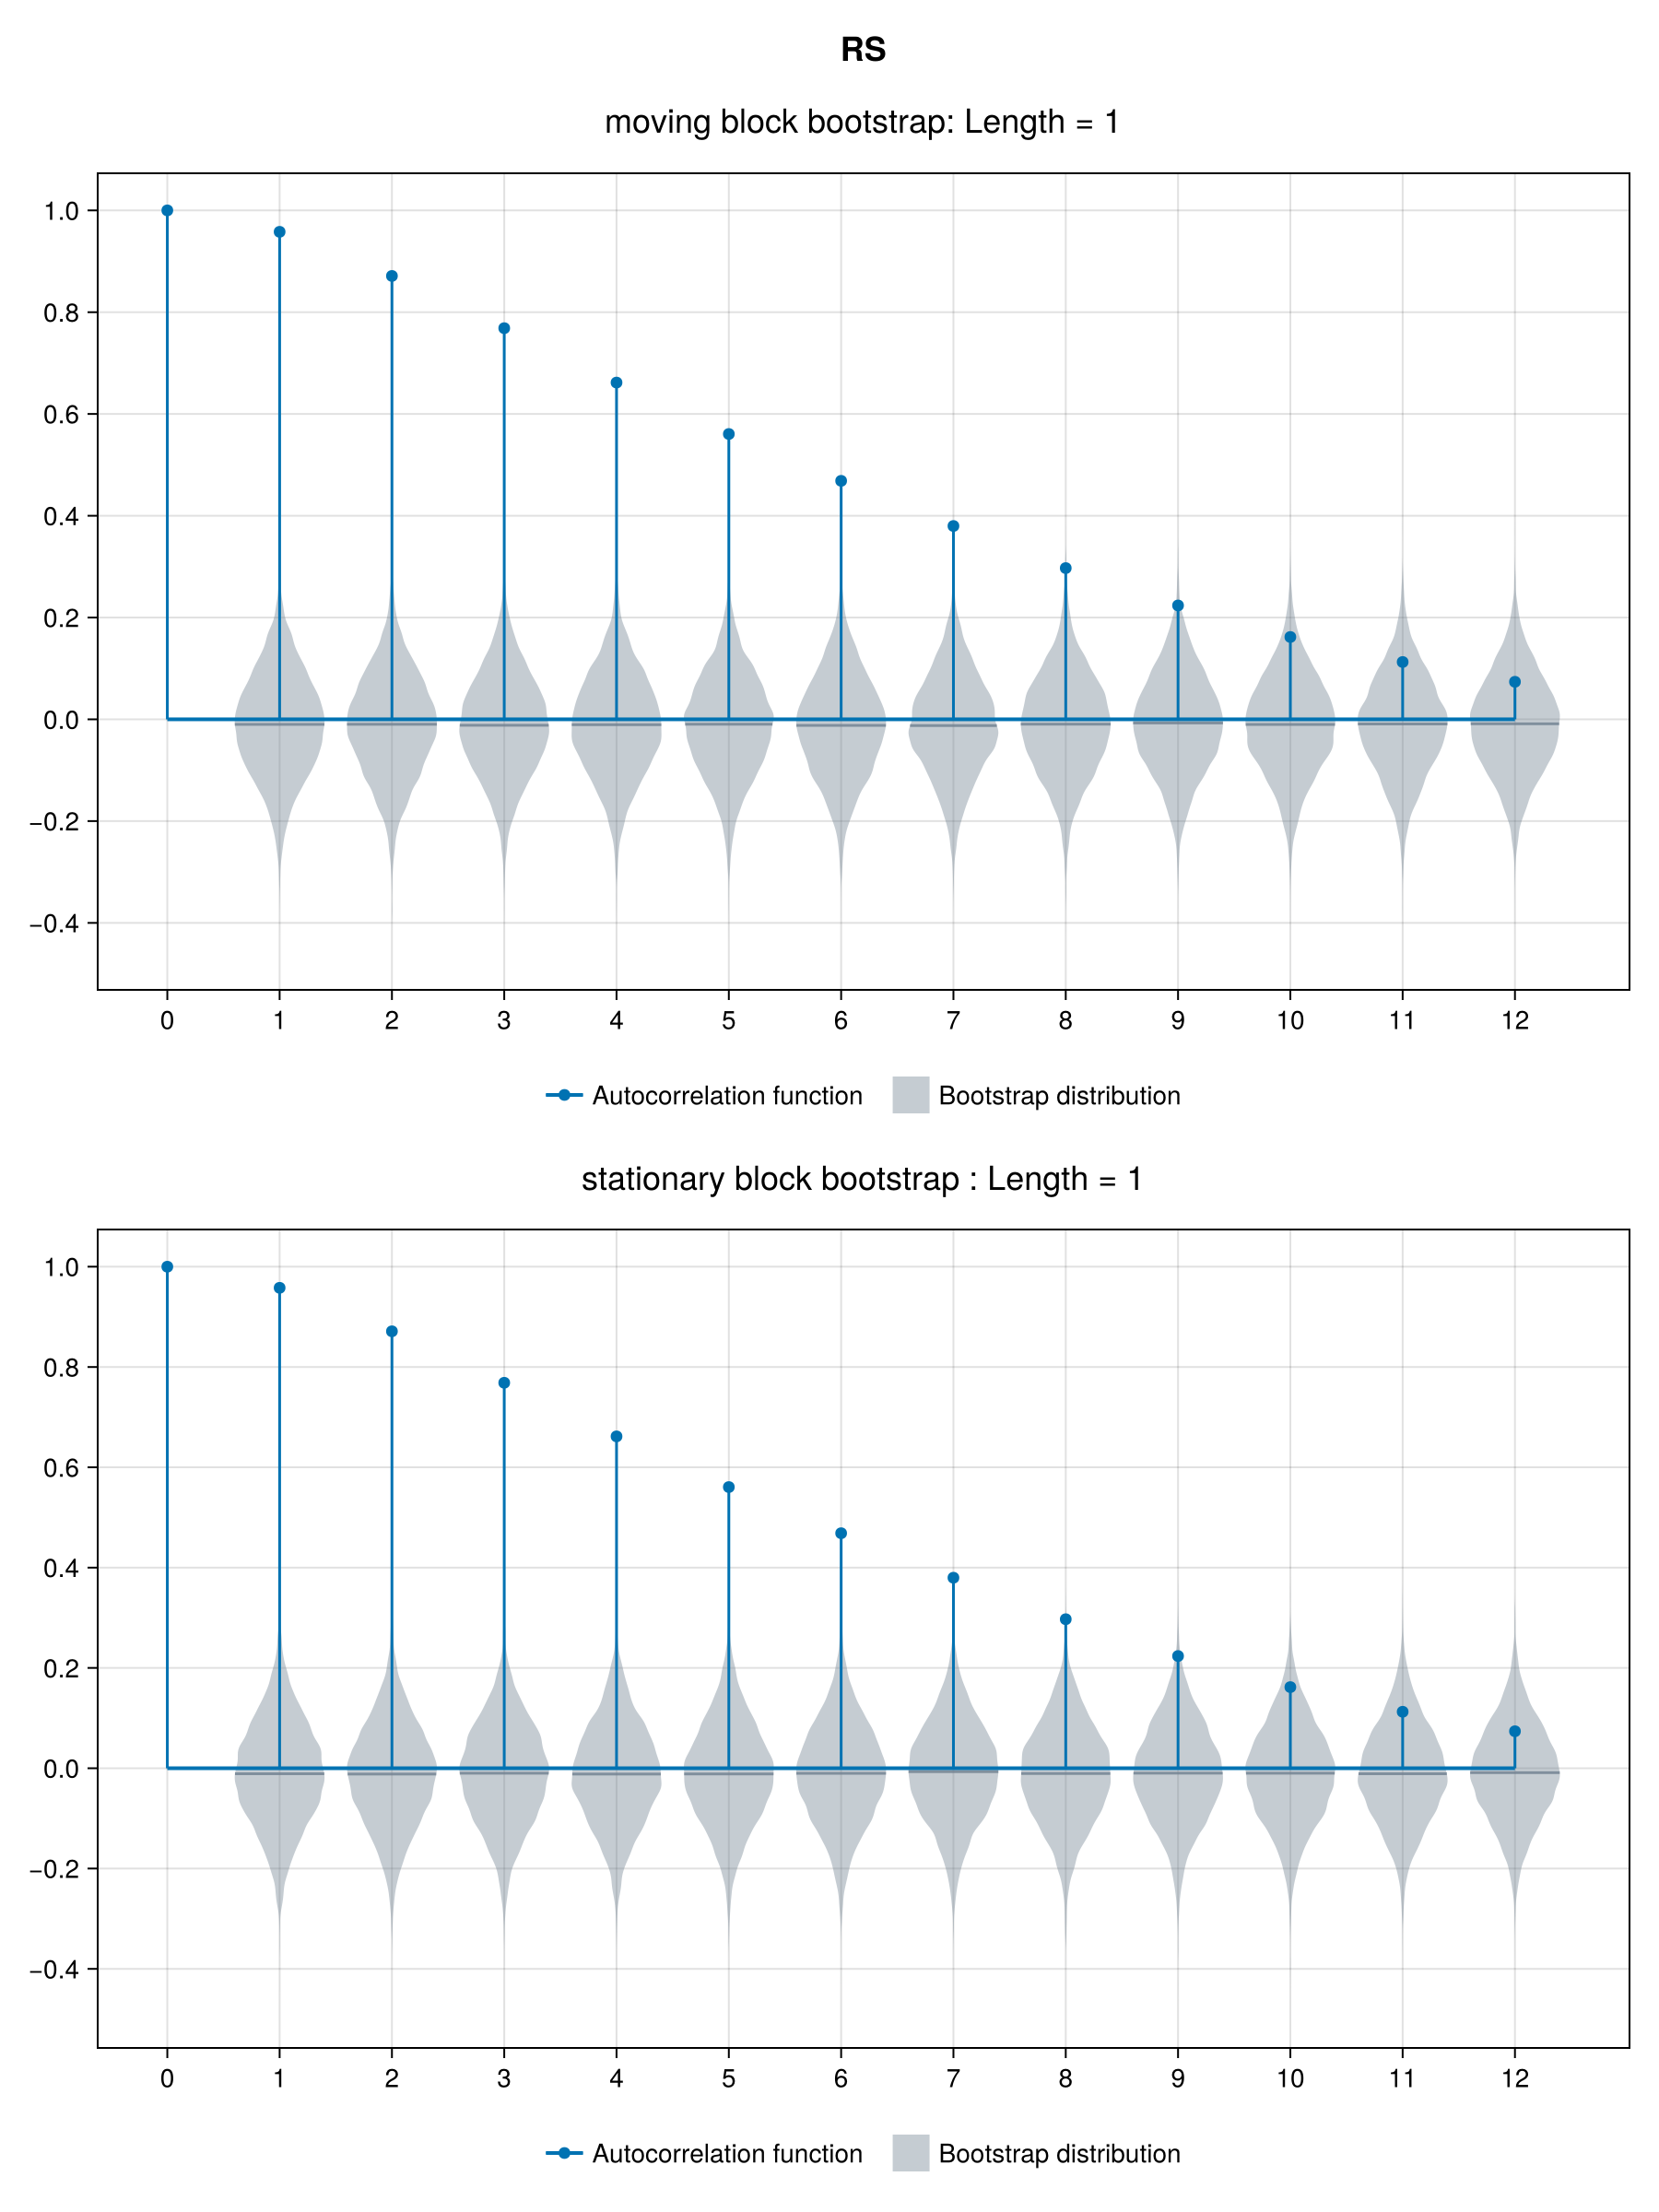 RS
moving block bootstrap: Length = 1
1.0
0.8
0.6
0.4
0.2
0.0
−0.2
−0.4
0 1 2 3 4 5 6 7 8 9 10 11 12
Autocorrelation function Bootstrap distribution
stationary block bootstrap : Length = 1
1.0
0.8
0.6
0.4
0.2
0.0
−0.2
−0.4
0 1 2 3 4 5 6 7 8 9 10 11 12
Autocorrelation function Bootstrap distribution